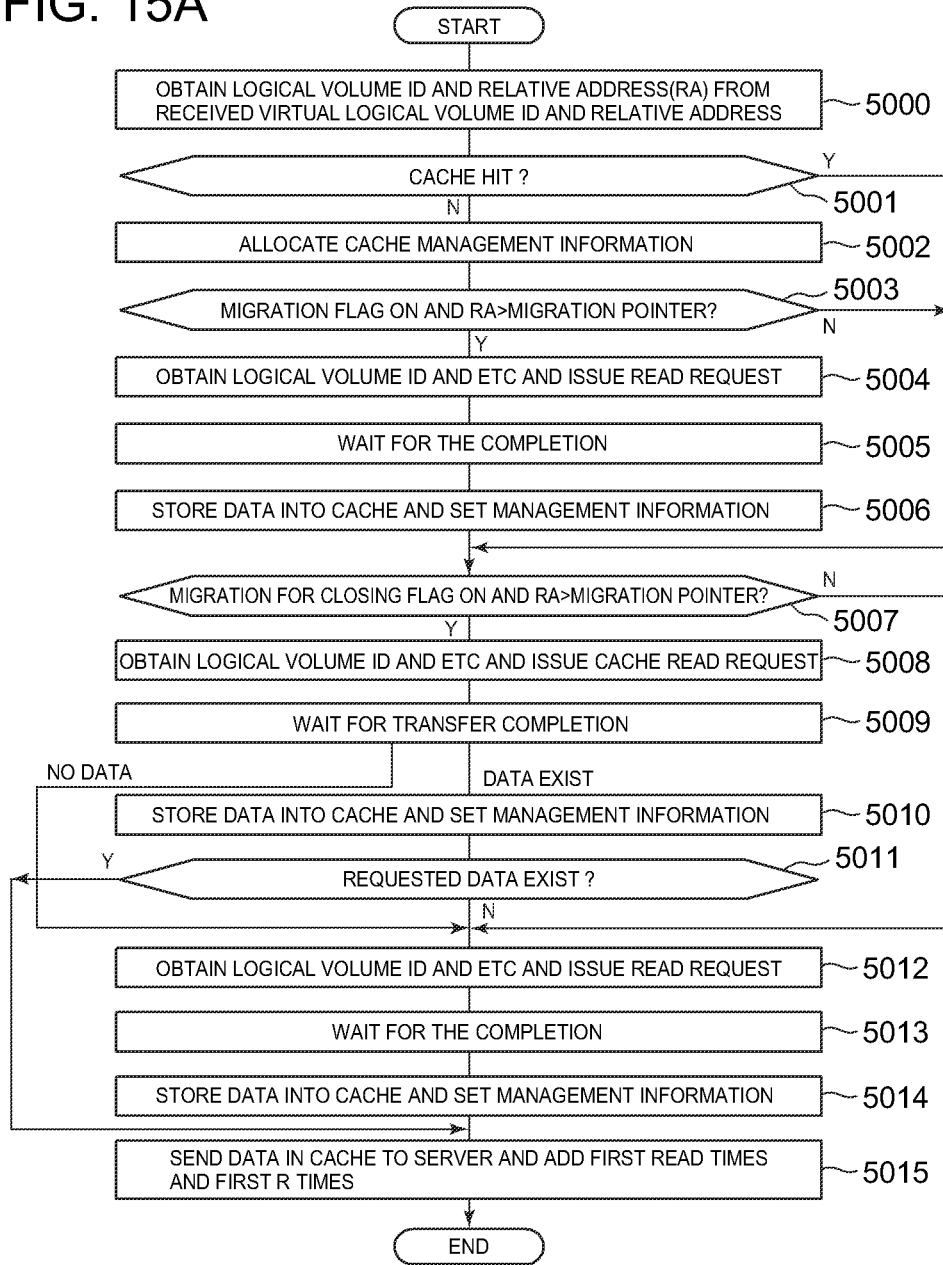 FIG. 15A
START
OBTAIN LOGICAL VOLUME ID AND RELATIVE ADDRESS(RA) FROM
RECEIVED VIRTUAL LOGICAL VOLUME ID AND RELATIVE ADDRESS
5000
CACHE HIT ?
Y
5001
N
ALLOCATE CACHE MANAGEMENT INFORMATION
5002
MIGRATION FLAG ON AND RA>MIGRATION POINTER?
5003
N
Y
OBTAIN LOGICAL VOLUME ID AND ETC AND ISSUE READ REQUEST
5004
WAIT FOR THE COMPLETION
5005
STORE DATA INTO CACHE AND SET MANAGEMENT INFORMATION
5006
MIGRATION FOR CLOSING FLAG ON AND RA>MIGRATION POINTER?
N
5007
Y
OBTAIN LOGICAL VOLUME ID AND ETC AND ISSUE CACHE READ REQUEST
5008
WAIT FOR TRANSFER COMPLETION
5009
NO DATA
DATA EXIST
STORE DATA INTO CACHE AND SET MANAGEMENT INFORMATION
5010
Y
REQUESTED DATA EXIST ?
5011
N
OBTAIN LOGICAL VOLUME ID AND ETC AND ISSUE READ REQUEST
5012
WAIT FOR THE COMPLETION
5013
STORE DATA INTO CACHE AND SET MANAGEMENT INFORMATION
5014
SEND DATA IN CACHE TO SERVER AND ADD FIRST READ TIMES
AND FIRST R TIMES
5015
END